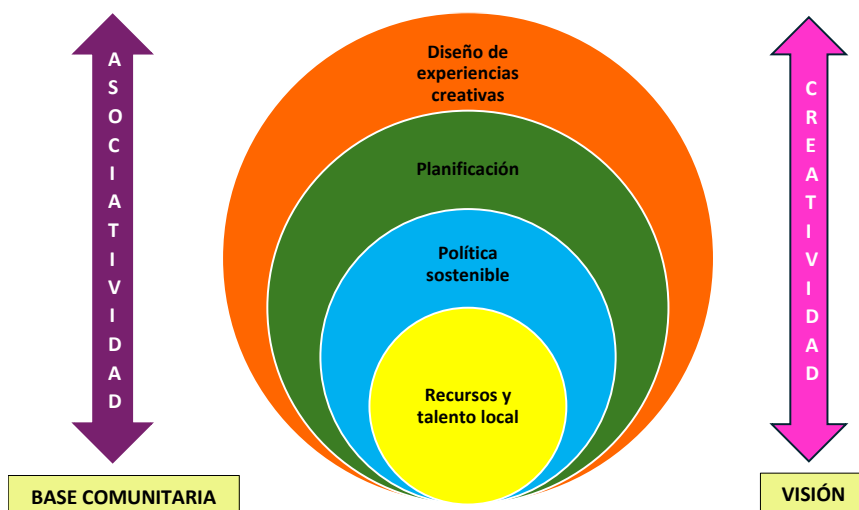 ASOCIATIVIDAD
Diseño de
experiencias
creativas
Planificación
Política
sostenible
Recursos y
talento local
CREATIVIDAD
BASE COMUNITARIA
VISIÓN